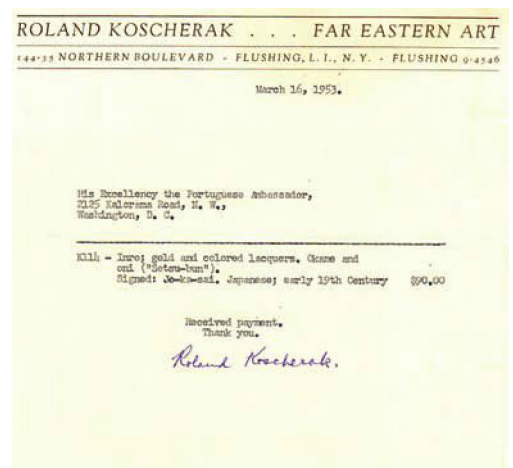 ROLAND KOSCHERAK . . . FAR EASTERN ART
144-35 NORTHERN BOULEVARD - FLUSHING, L. I., N. Y. - FLUSHING 9-4546
March 16, 1953.
His Excellency the Portuguese Ambassador,
2125 Kalorama Road, N. W.,
Washington, D. C.
K114 - Inro; gold and colored lacquers. Okame and
oni ("Setsu-bun").
Signed: Jo-ka-sai. Japanese; early 19th Century $90.00
Received payment.
Thank you.
Roland Koscherak.